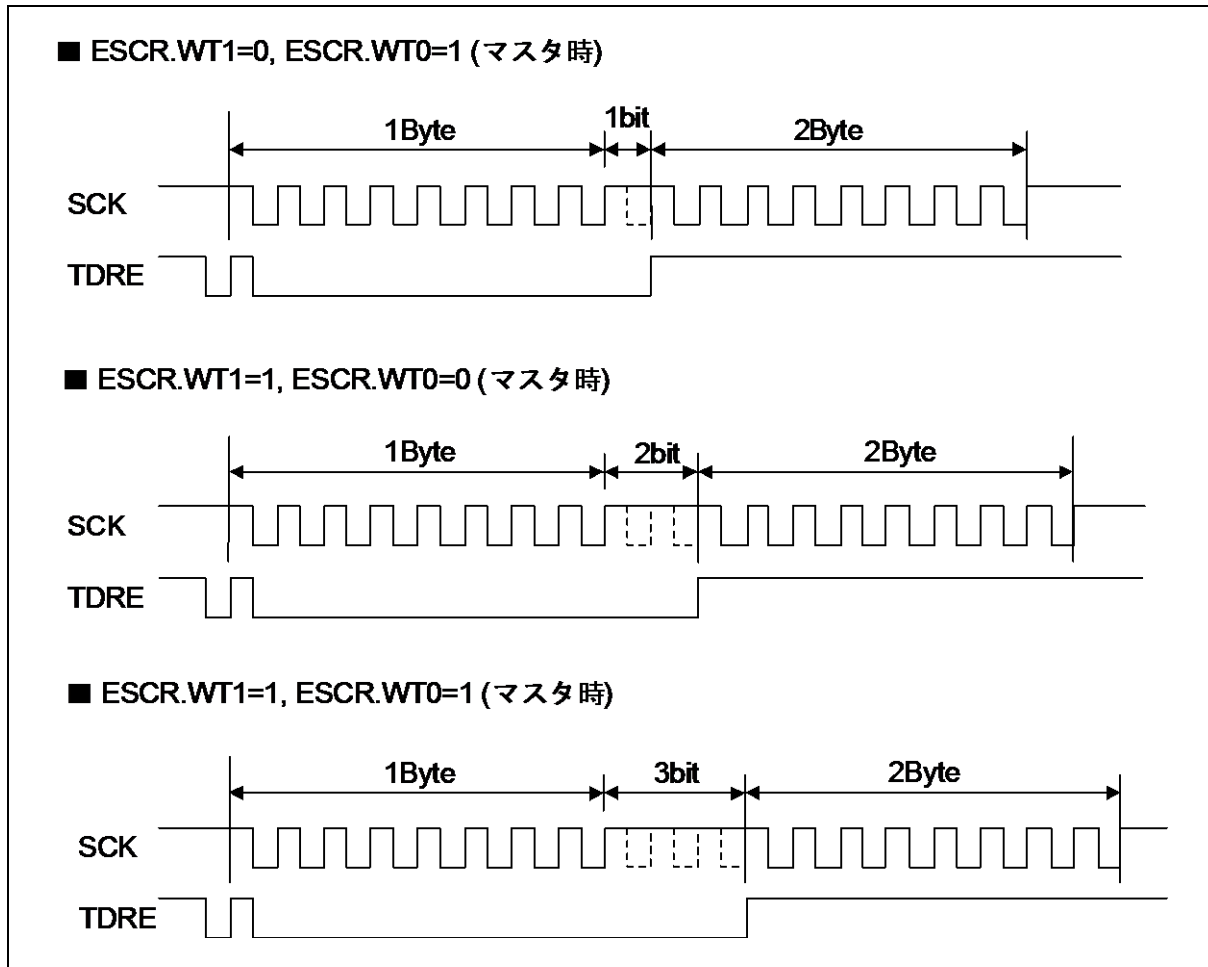 ■ ESCR.WT1=0, ESCR.WT0=1 (マスタ時)
1Byte 1bit 2Byte
SCK
TDRE
■ ESCR.WT1=1, ESCR.WT0=0 (マスタ時)
1Byte 2bit 2Byte
SCK
TDRE
■ ESCR.WT1=1, ESCR.WT0=1 (マスタ時)
1Byte 3bit 2Byte
SCK
TDRE